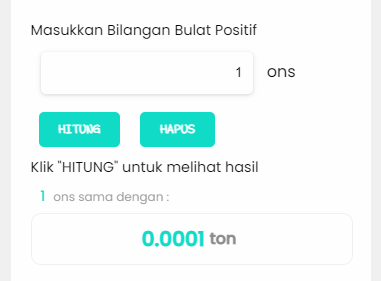 Masukkan Bilangan Bulat Positif
1 ons
HITUNG HAPUS
Klik "HITUNG" untuk melihat hasil
1 ons sama dengan :
0.0001 ton